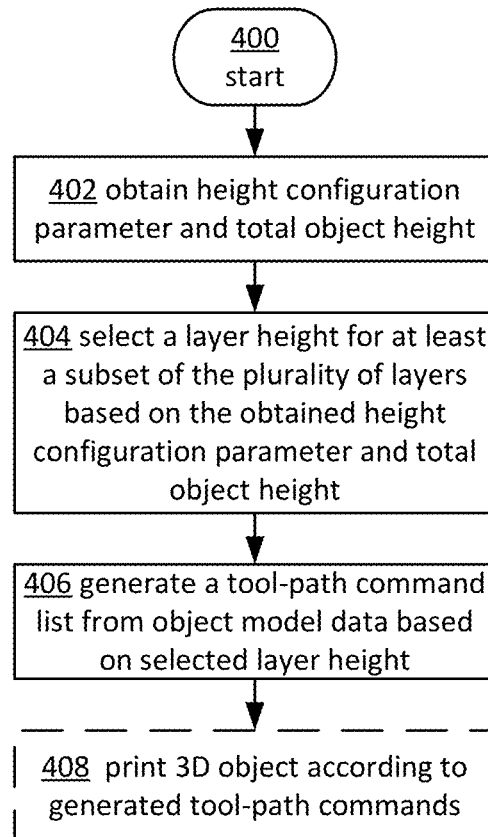 400
start
402 obtain height configuration
parameter and total object height
404 select a layer height for at least
a subset of the plurality of layers
based on the obtained height
configuration parameter and total
object height
406 generate a tool-path command
list from object model data based
on selected layer height
408 print 3D object according to
generated tool-path commands